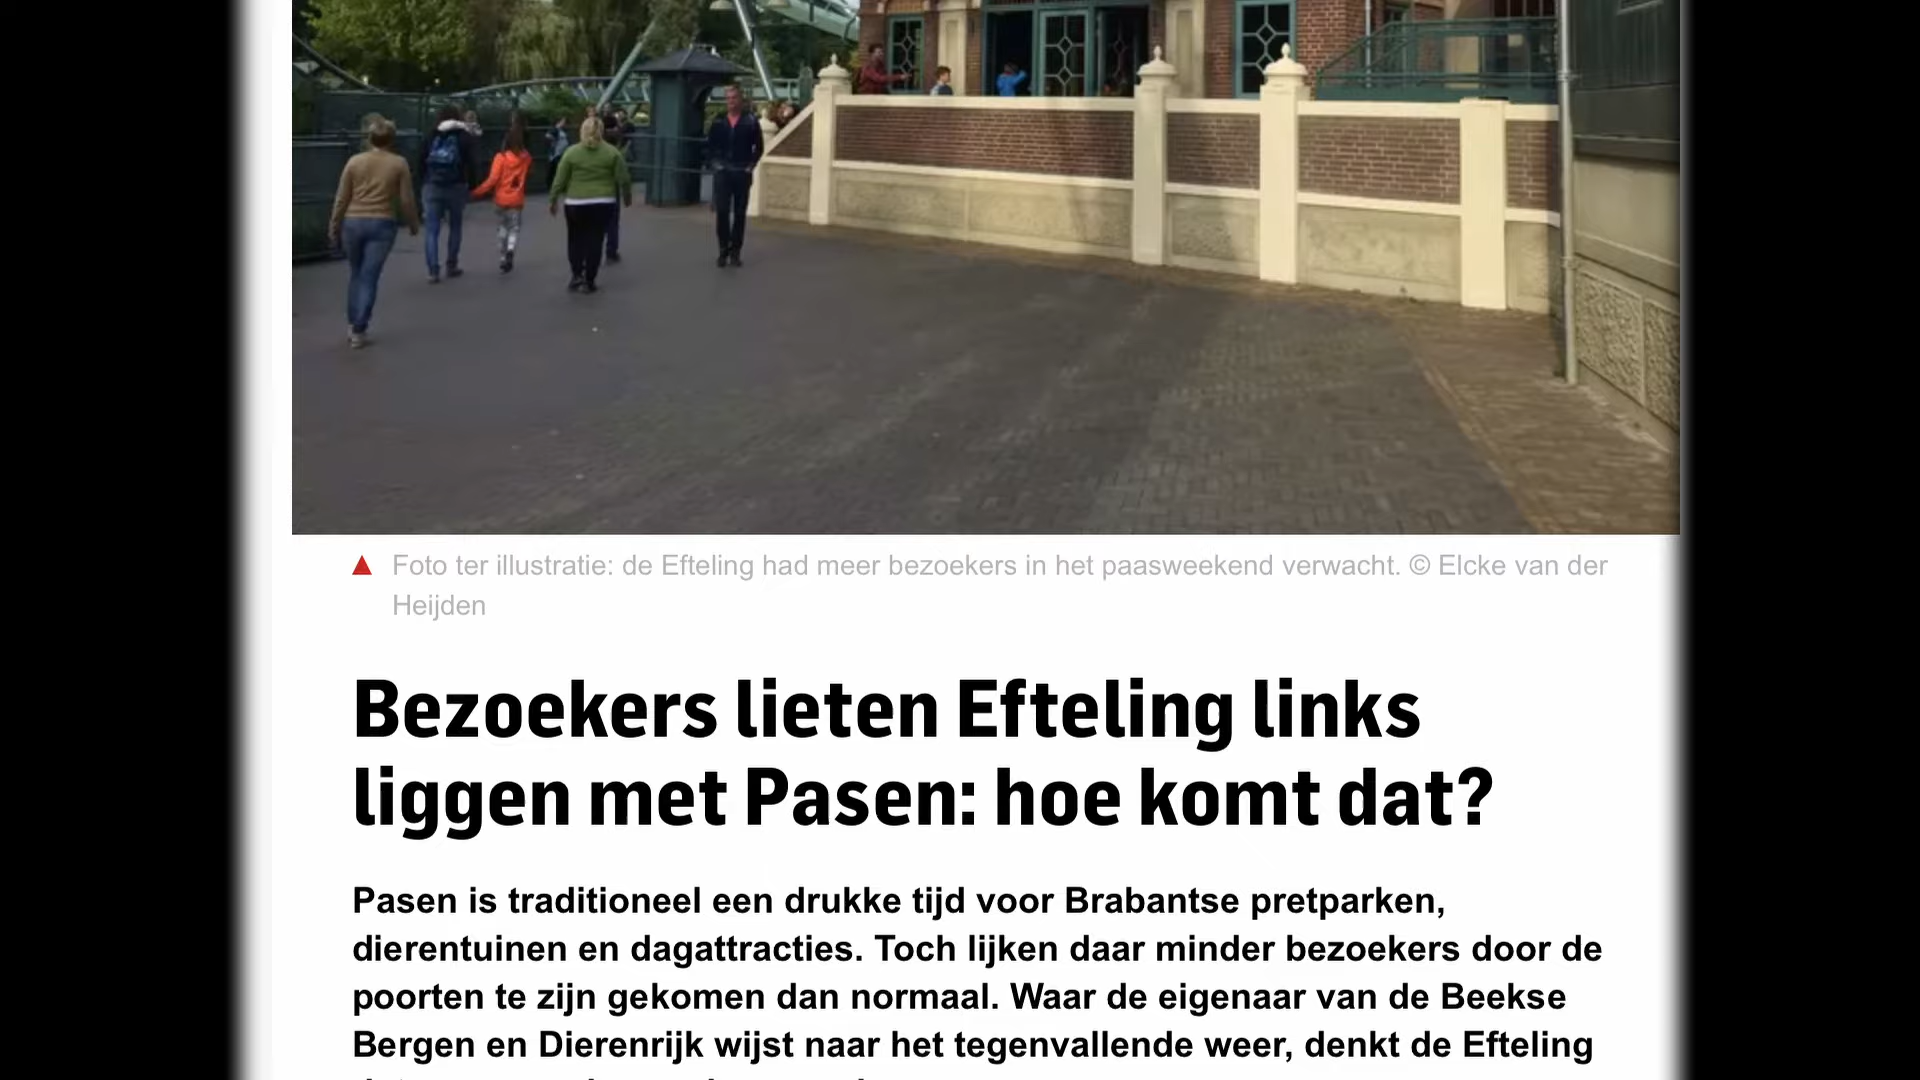 Foto ter illustratie: de Efteling had meer bezoekers in het paasweekend verwacht. © Elcke van der
Heijden
Bezoekers lieten Efteling links
liggen met Pasen: hoe komt dat?
Pasen is traditioneel een drukke tijd voor Brabantse pretparken,
dierentuinen en dagattracties. Toch lijken daar minder bezoekers door de
poorten te zijn gekomen dan normaal. Waar de eigenaar van de Beekse
Bergen en Dierenrijk wijst naar het tegenvallende weer, denkt de Efteling